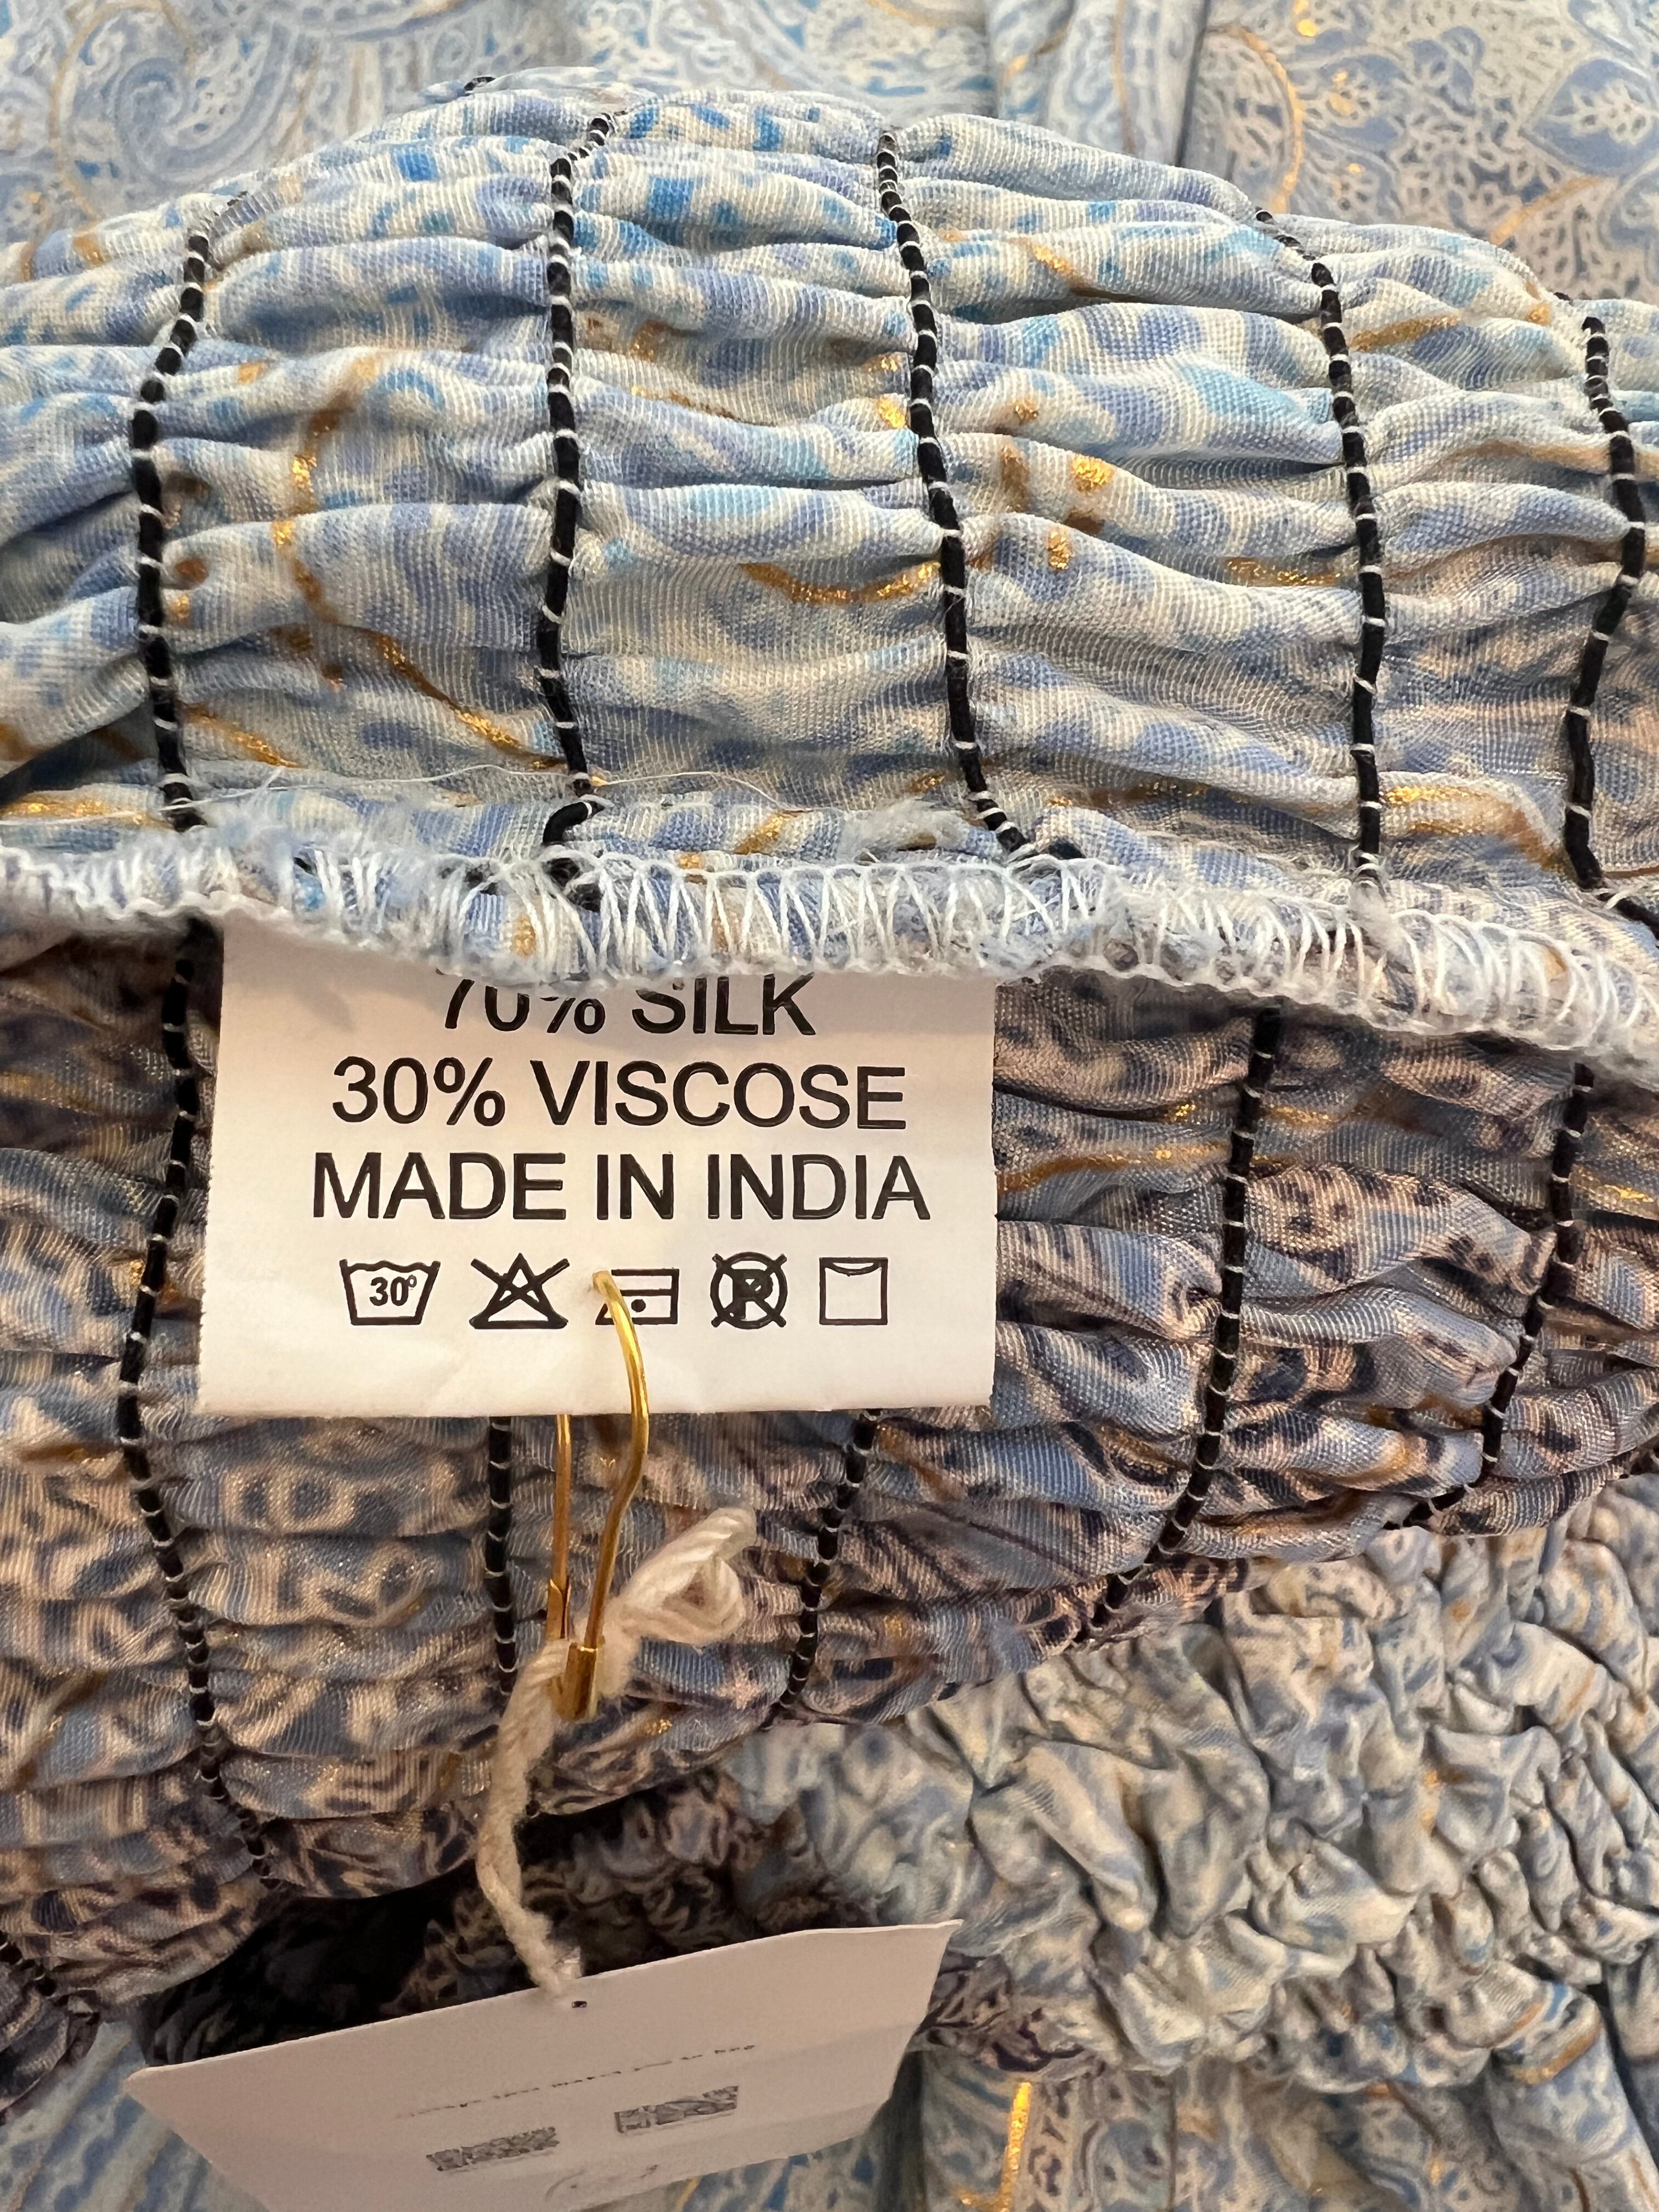 70% SILK
30% VISCOSE
MADE IN INDIA
30° P